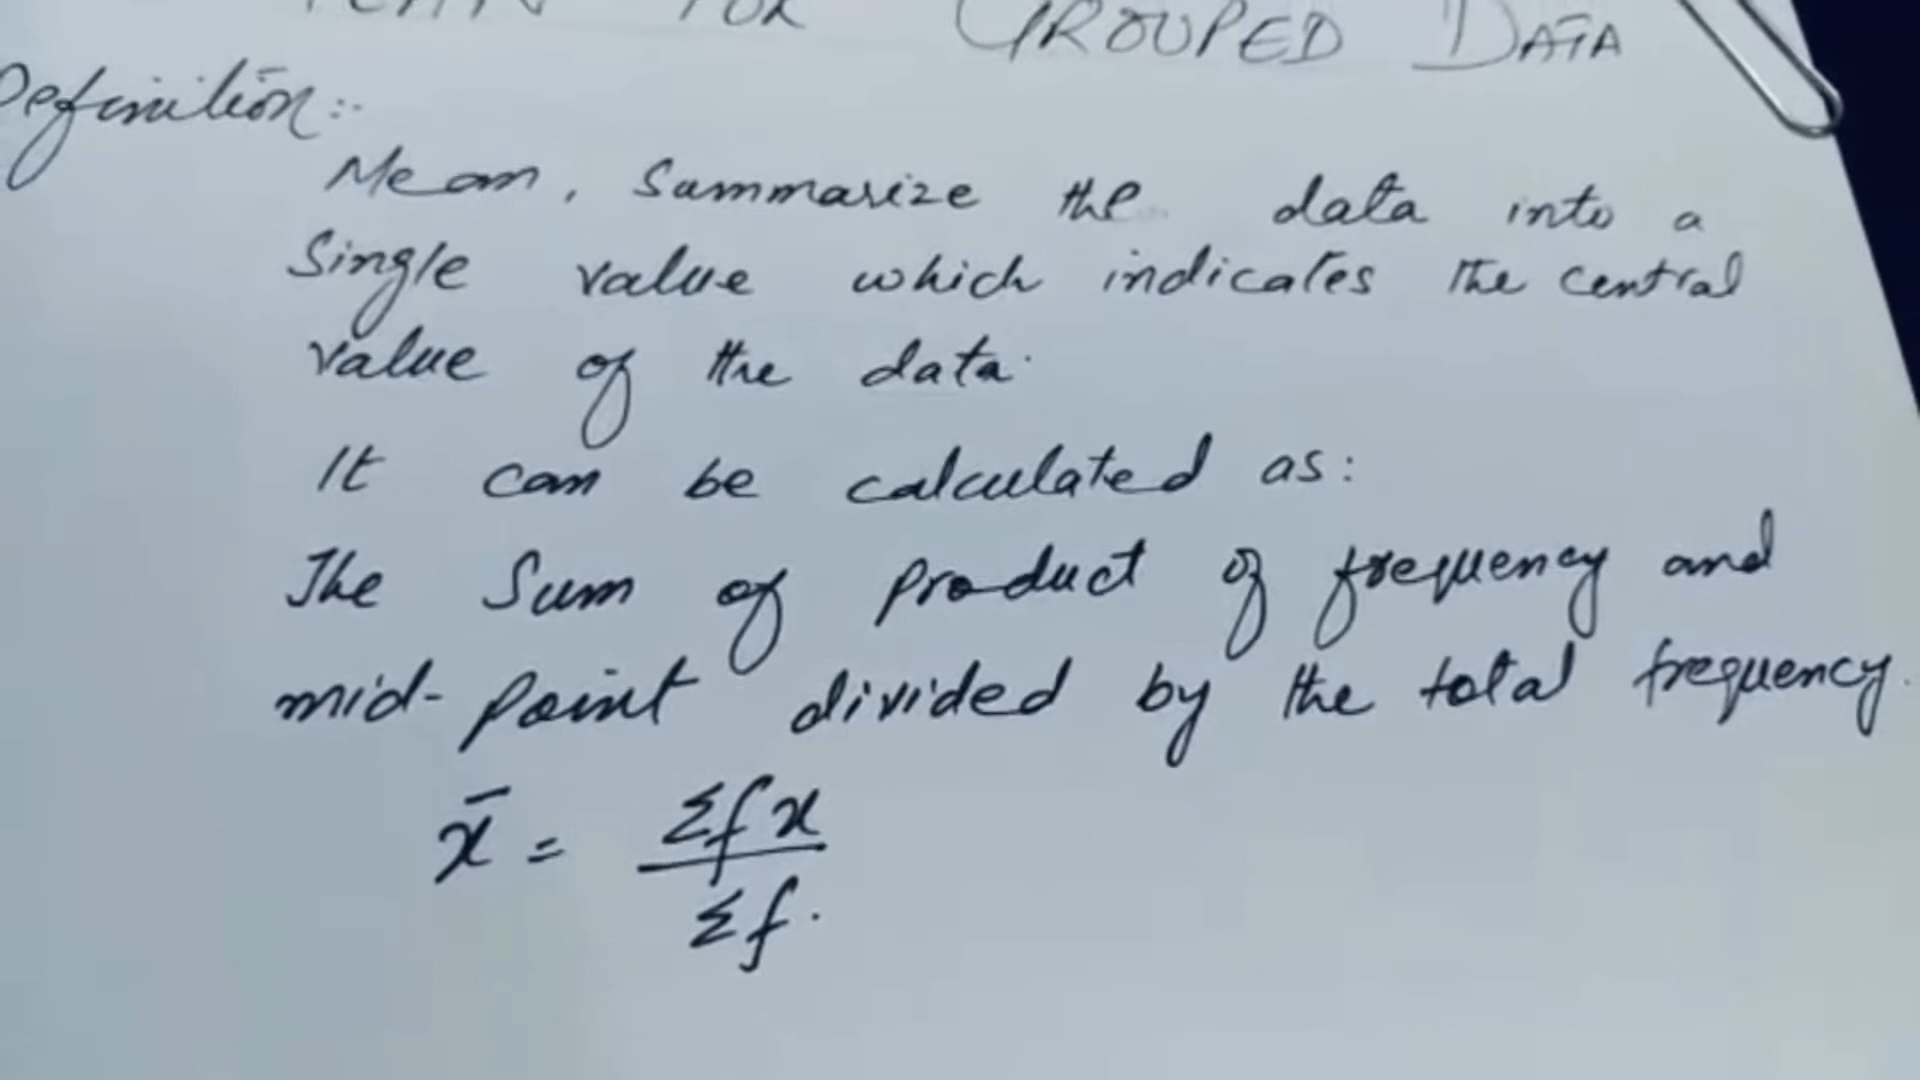 FOR GROUPED DATA
Definition:-
Mean, Summarize the data into a
Single value which indicates the central
value of the data.
It can be calculated as:
The Sum of product of frequency and
mid-point divided by the total frequency.
x̄ = Σfx
Σf.